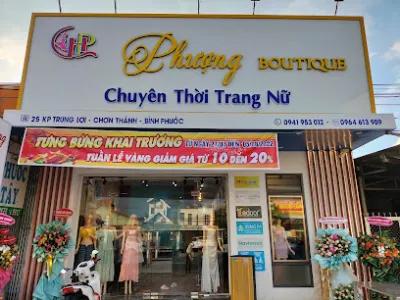 Phượng BOUTIQUE
Chuyên Thời Trang Nữ
25 KP TRUNG LỢI - CHƠN THÀNH - BÌNH PHƯỚC
0941 953 012 - 0964 613 989
TƯNG BỪNG KHAI TRƯƠNG
TUẦN LỄ VÀNG GIẢM GIÁ TỪ 10 ĐẾN 20%